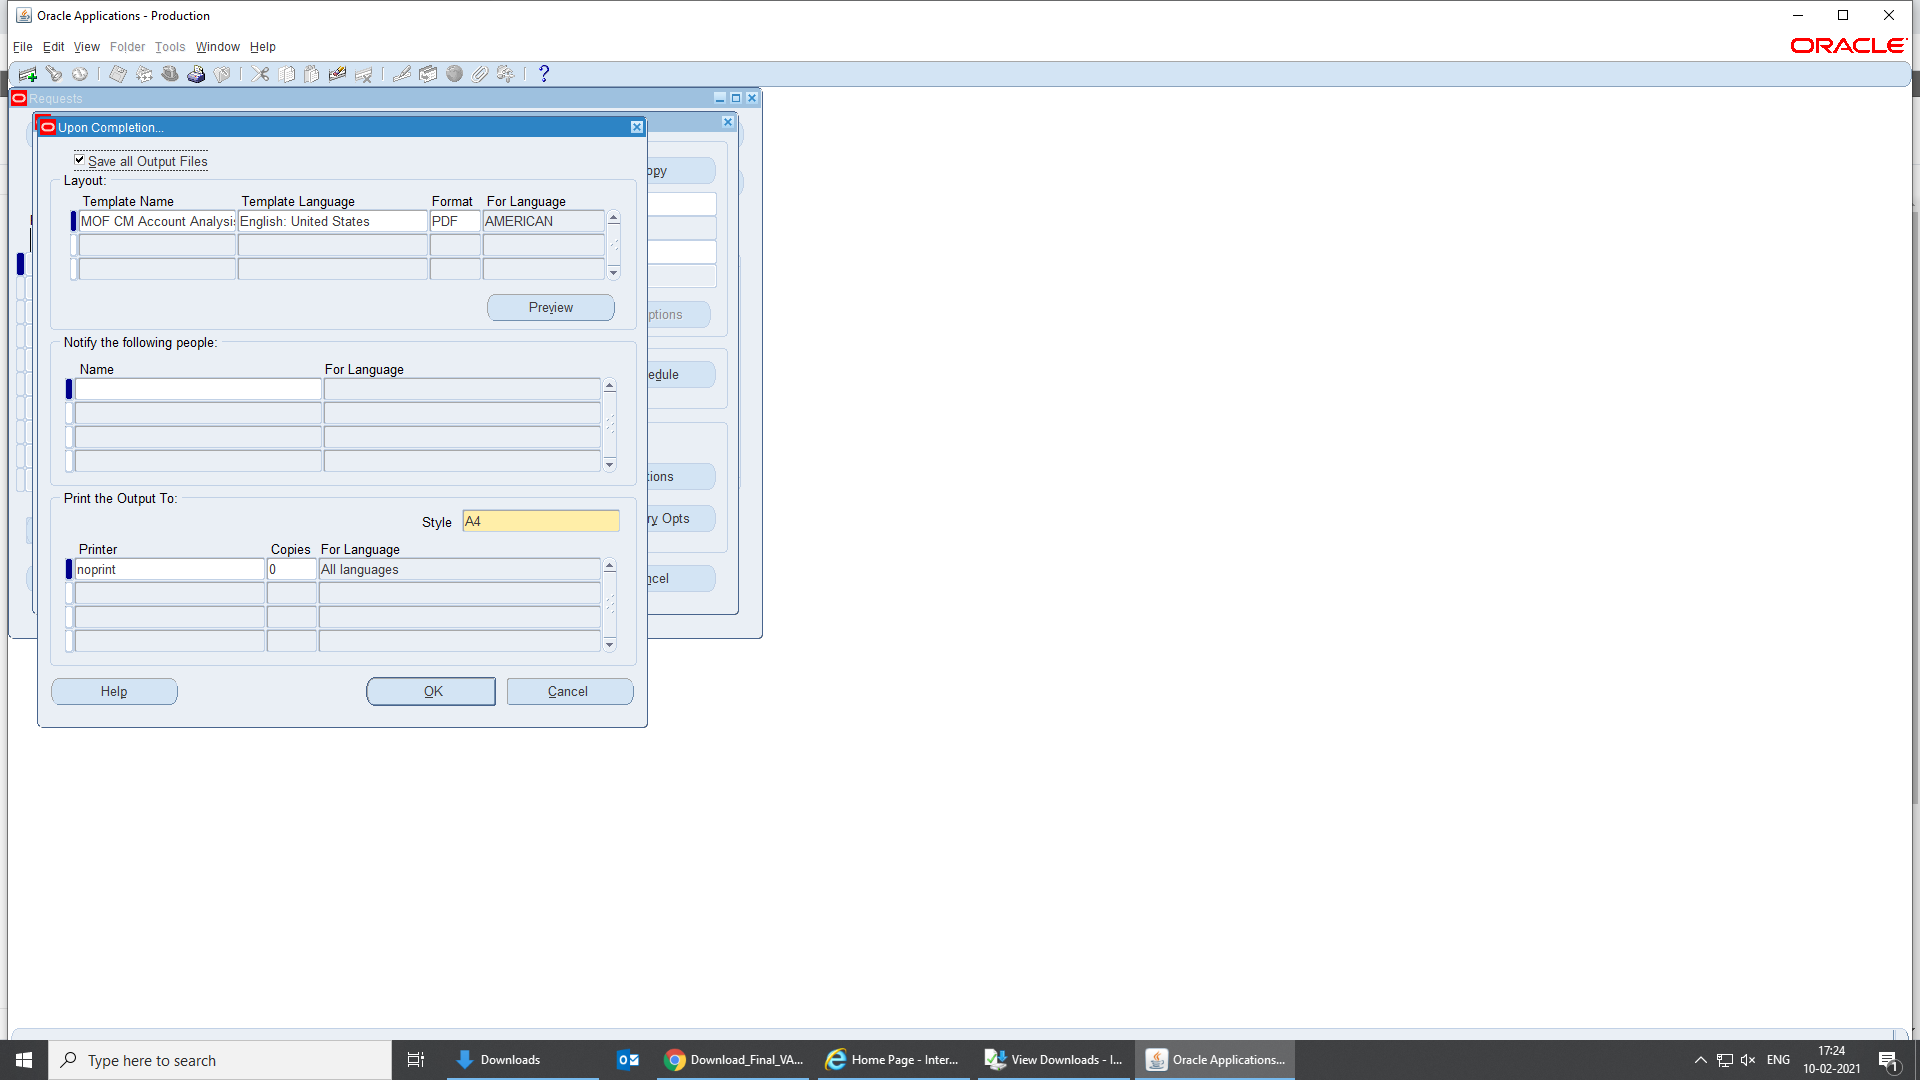 Oracle Applications - Production
File Edit View Folder Tools Window Help
ORACLE
Requests
Upon Completion...
Save all Output Files
Layout:
Template Name Template Language Format For Language
MOF CM Account Analysis English: United States PDF AMERICAN
Preview
Notify the following people:
Name For Language
Print the Output To:
Style A4
Printer Copies For Language
noprint 0 All languages
Help OK Cancel
opy
ptions
edule
tions
ry Opts
ncel
Type here to search
Downloads
Download_Final_VA...
Home Page - Inter...
View Downloads - I...
Oracle Applications...
ENG
17:24
10-02-2021
1